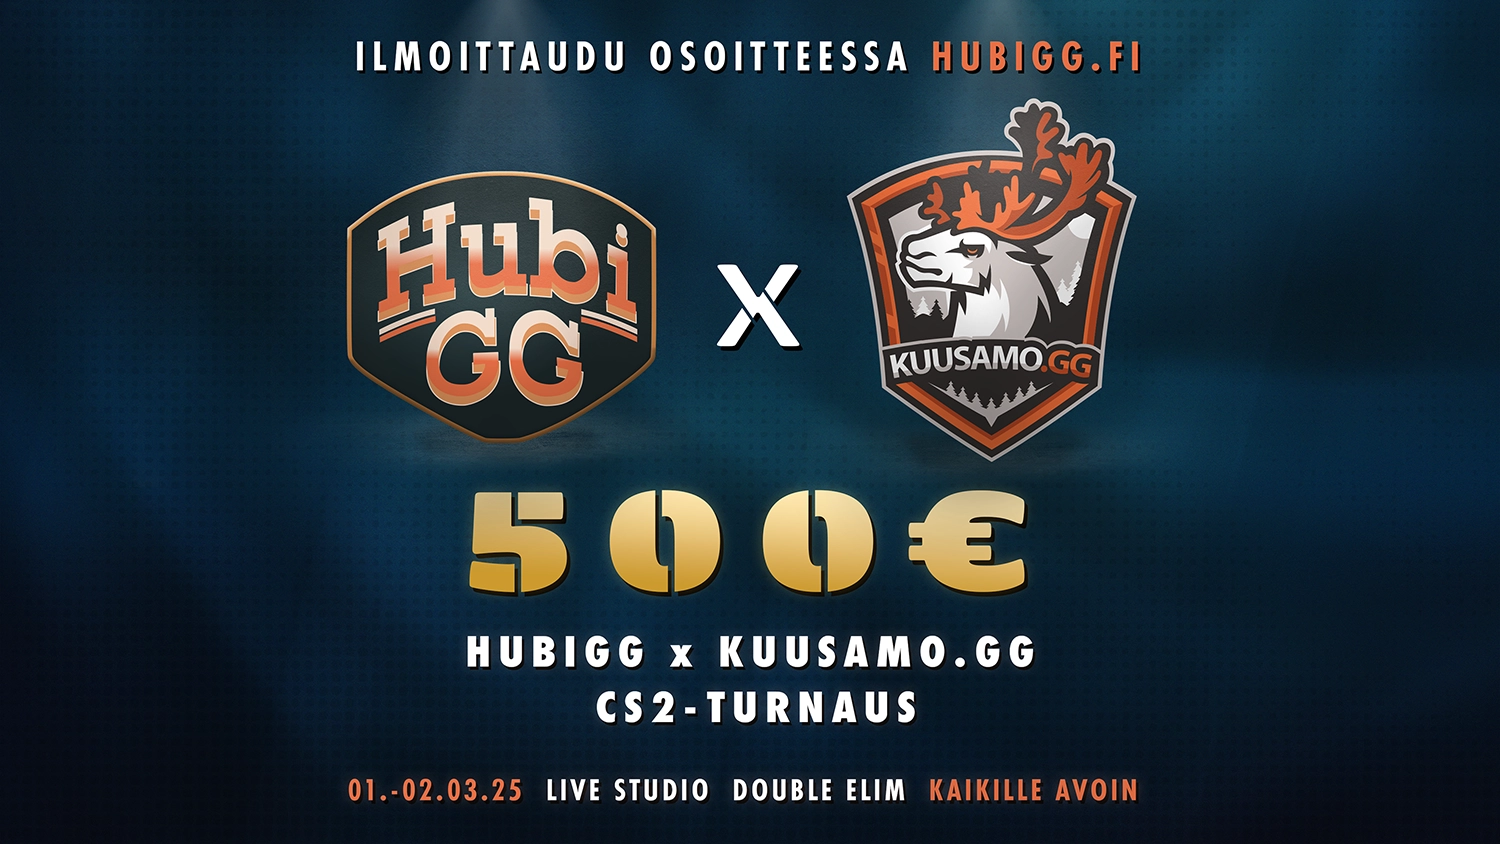 ILMOITTAUDU OSOITTEESSA HUBIGG.FI
Hubi
GG
X
KUUSAMO.GG
500€
HUBIGG x KUUSAMO.GG
CS2-TURNAUS
01.-02.03.25 LIVE STUDIO DOUBLE ELIM KAIKILLE AVOIN